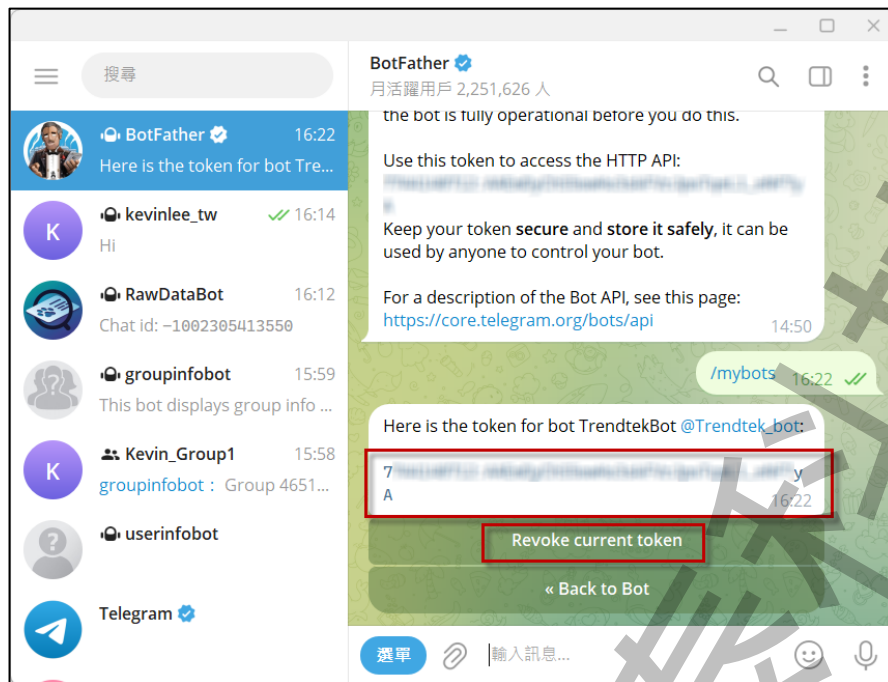 搜尋
BotFather
16:22
Here is the token for bot Tre...
kevinlee_tw
16:14
Hi
RawDataBot
16:12
Chat id: -1002305413550
groupinfobot
15:59
This bot displays group info ...
Kevin_Group1
15:58
groupinfobot： Group 4651...
userinfobot
Telegram
BotFather
月活躍用戶 2,251,626 人
the bot is fully operational before you do this.
Use this token to access the HTTP API:
Keep your token secure and store it safely, it can be
used by anyone to control your bot.
For a description of the Bot API, see this page:
https://core.telegram.org/bots/api
14:50
/mybots 16:22
Here is the token for bot TrendtekBot @Trendtek_bot:
7 y
A
16:22
Revoke current token
« Back to Bot
選單
輸入訊息...
K
K